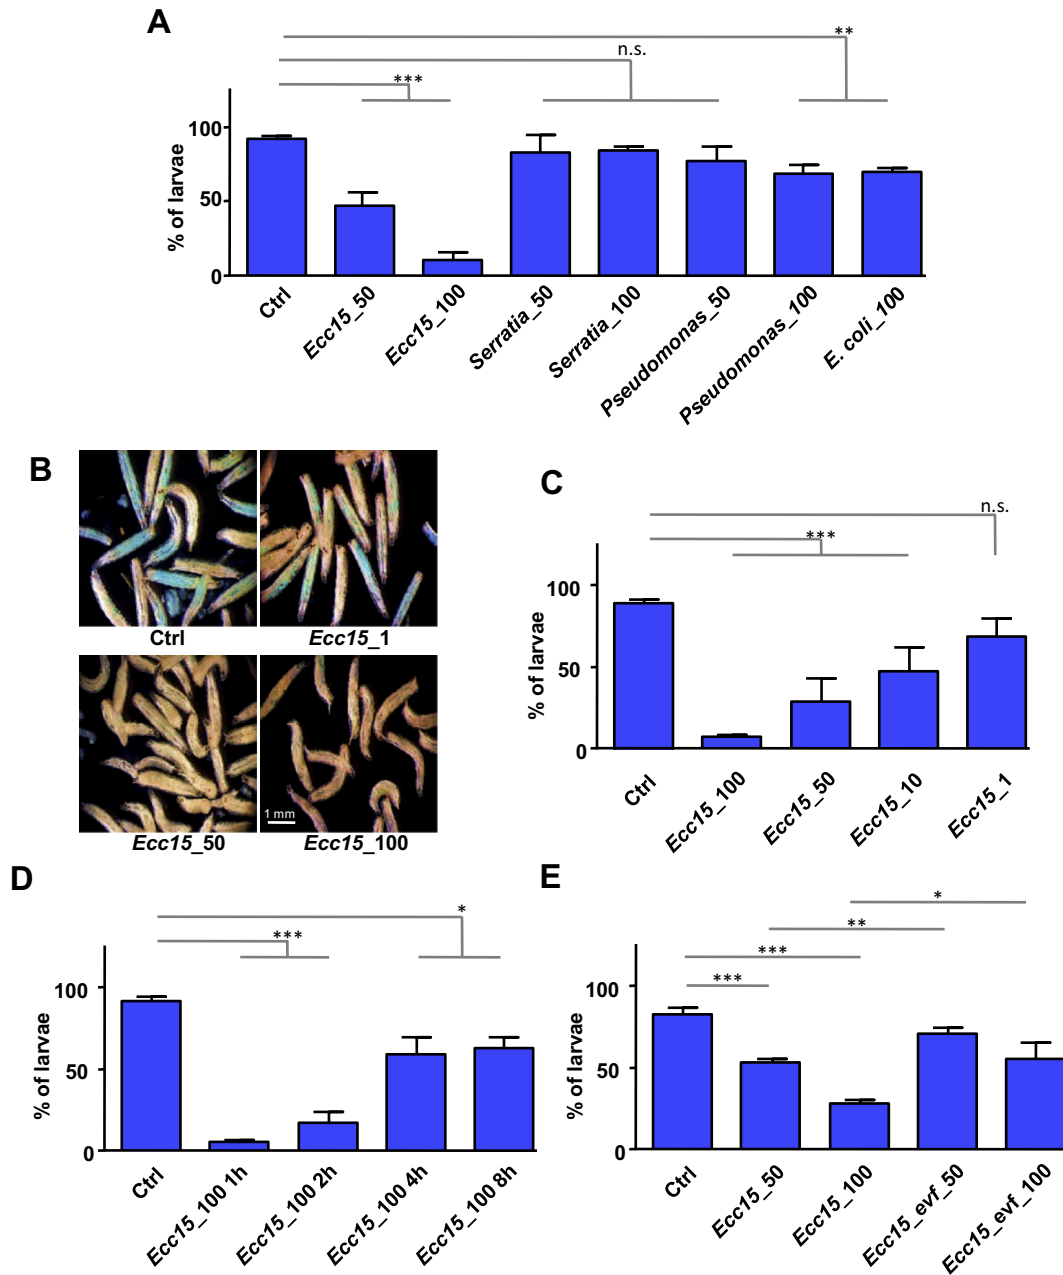 A
**
n.s.
***
% of larvae
100
50
0
Ctrl
Ecc15_50
Ecc15_100
Serratia_50
Serratia_100
Pseudomonas_50
Pseudomonas_100
E. coli_100
B
Ctrl
Ecc15_1
1 mm
Ecc15_50
Ecc15_100
C
n.s.
***
% of larvae
100
50
0
Ctrl
Ecc15_100
Ecc15_50
Ecc15_10
Ecc15_1
D
*
***
% of larvae
100
50
0
Ctrl
Ecc15_100 1h
Ecc15_100 2h
Ecc15_100 4h
Ecc15_100 8h
E
*
**
***
***
% of larvae
100
50
0
Ctrl
Ecc15_50
Ecc15_100
Ecc15_evf_50
Ecc15_evf_100